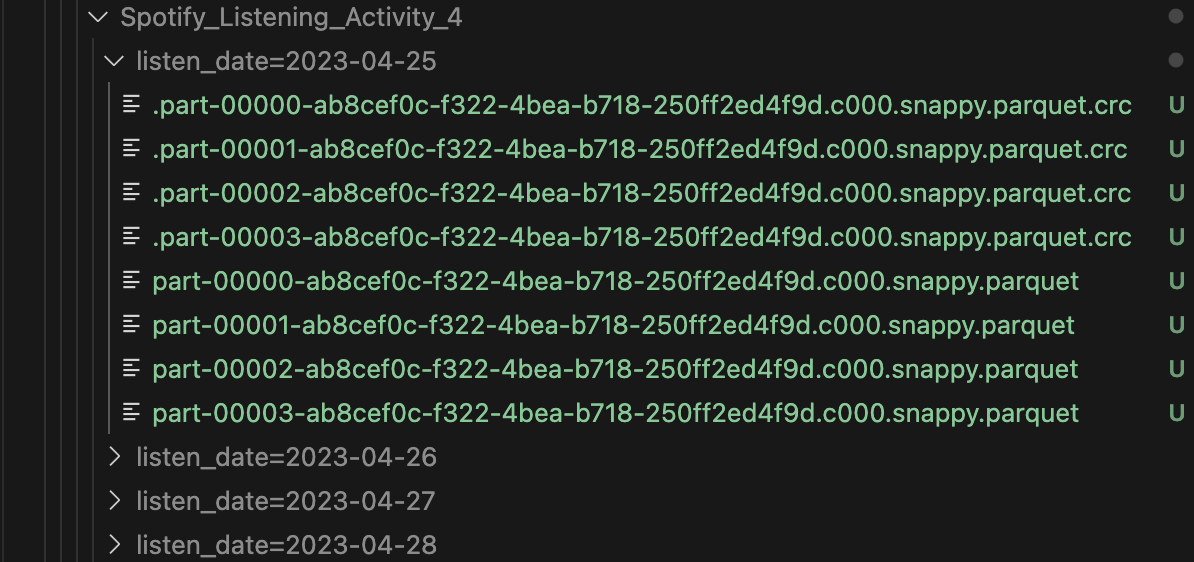 Spotify_Listening_Activity_4
listen_date=2023-04-25
.part-00000-ab8cef0c-f322-4bea-b718-250ff2ed4f9d.c000.snappy.parquet.crc U
.part-00001-ab8cef0c-f322-4bea-b718-250ff2ed4f9d.c000.snappy.parquet.crc U
.part-00002-ab8cef0c-f322-4bea-b718-250ff2ed4f9d.c000.snappy.parquet.crc U
.part-00003-ab8cef0c-f322-4bea-b718-250ff2ed4f9d.c000.snappy.parquet.crc U
part-00000-ab8cef0c-f322-4bea-b718-250ff2ed4f9d.c000.snappy.parquet U
part-00001-ab8cef0c-f322-4bea-b718-250ff2ed4f9d.c000.snappy.parquet U
part-00002-ab8cef0c-f322-4bea-b718-250ff2ed4f9d.c000.snappy.parquet U
part-00003-ab8cef0c-f322-4bea-b718-250ff2ed4f9d.c000.snappy.parquet U
listen_date=2023-04-26
listen_date=2023-04-27
listen_date=2023-04-28